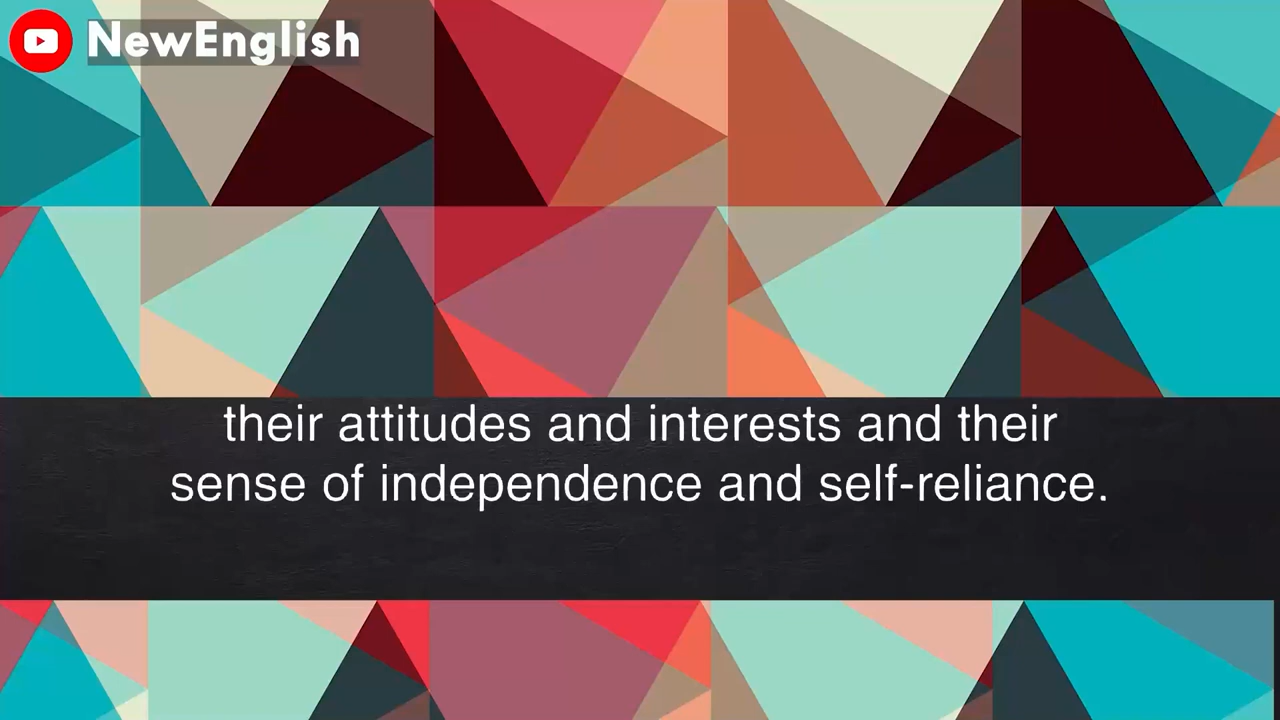 NewEnglish
their attitudes and interests and their
sense of independence and self-reliance.